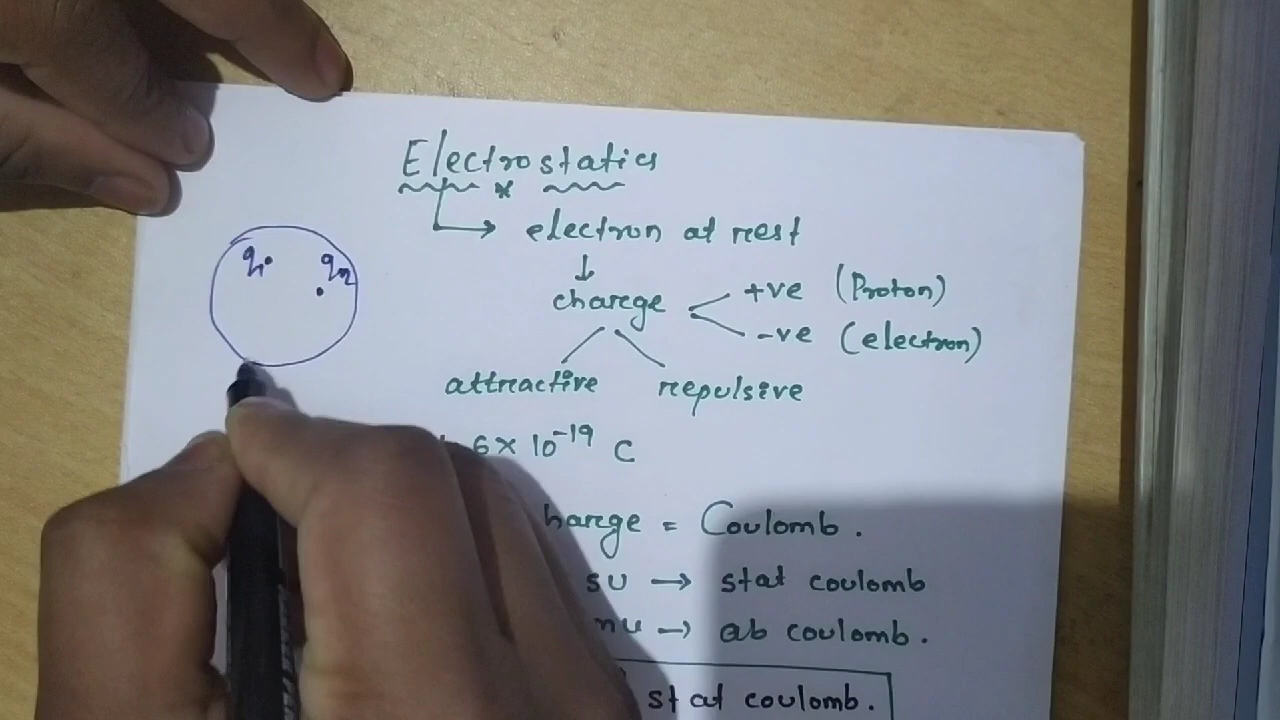 Electrostatics
electron at rest
charge
+ve (Proton)
-ve (electron)
attractive repulsive
6 × 10⁻¹⁹ C
harge = Coulomb.
su → stat coulomb
mu → ab coulomb.
stat coulomb.
q₁ q₂